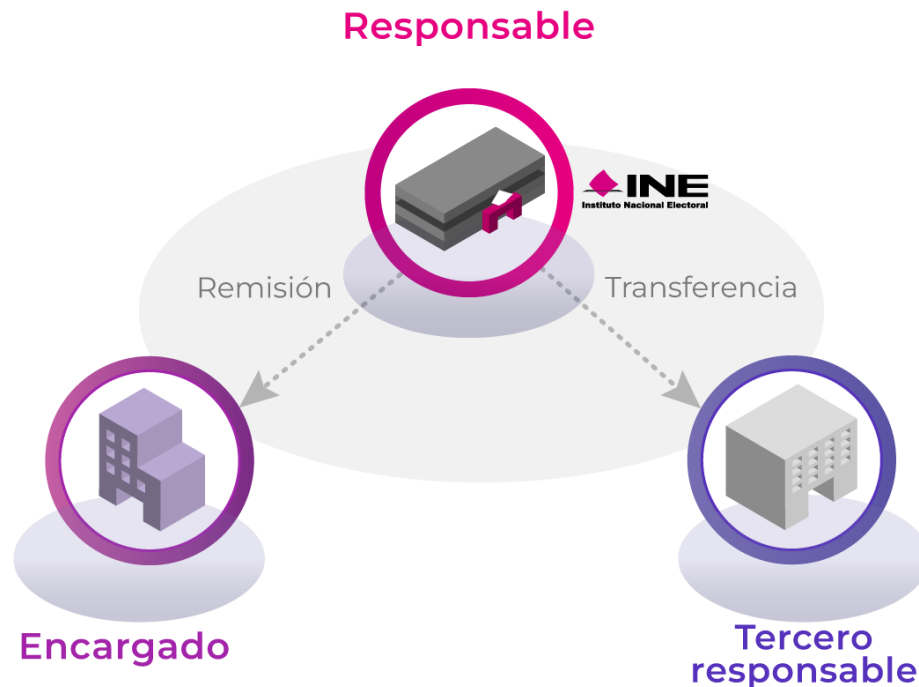 Responsable
INE
Instituto Nacional Electoral
Remisión
Transferencia
Encargado
Tercero
responsable